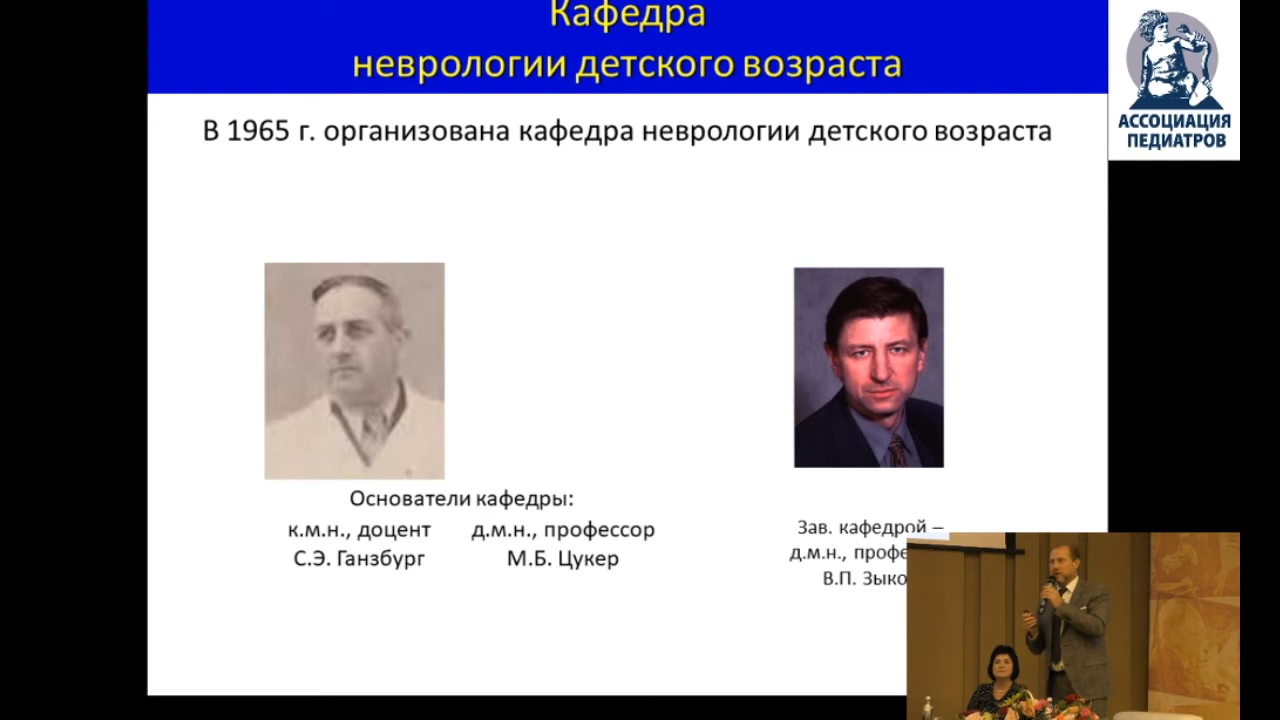 Кафедра
неврологии детского возраста
АССОЦИАЦИЯ
ПЕДИАТРОВ
В 1965 г. организована кафедра неврологии детского возраста
Основатели кафедры:
к.м.н., доцент д.м.н., профессор
С.Э. Ганзбург М.Б. Цукер
Зав. кафедрой –
д.м.н.,
В.П.